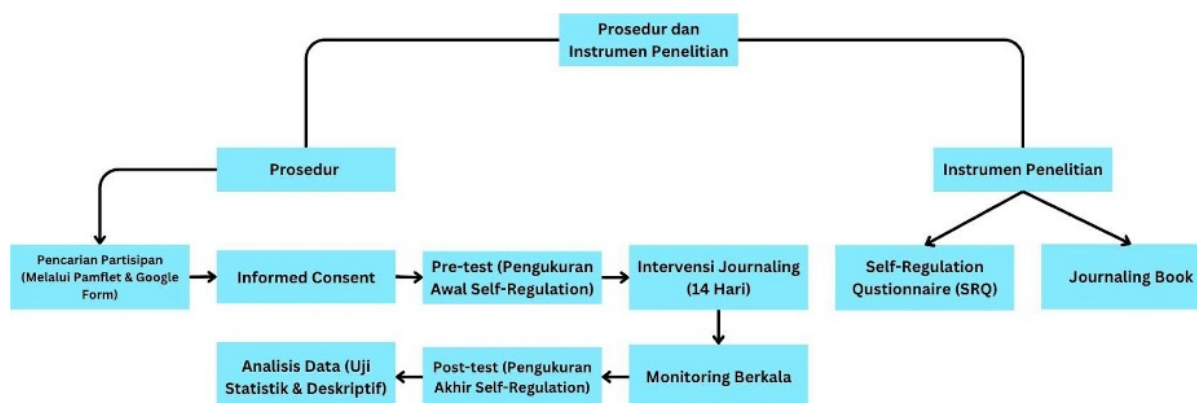 Prosedur dan
Instrumen Penelitian
Prosedur
Instrumen Penelitian
Pencarian Partisipan
(Melalui Pamflet & Google
Form)
Informed Consent
Pre-test (Pengukuran
Awal Self-Regulation)
Intervensi Journaling
(14 Hari)
Self-Regulation
Qustionnaire (SRQ)
Journaling Book
Analisis Data (Uji
Statistik & Deskriptif)
Post-test (Pengukuran
Akhir Self-Regulation)
Monitoring Berkala